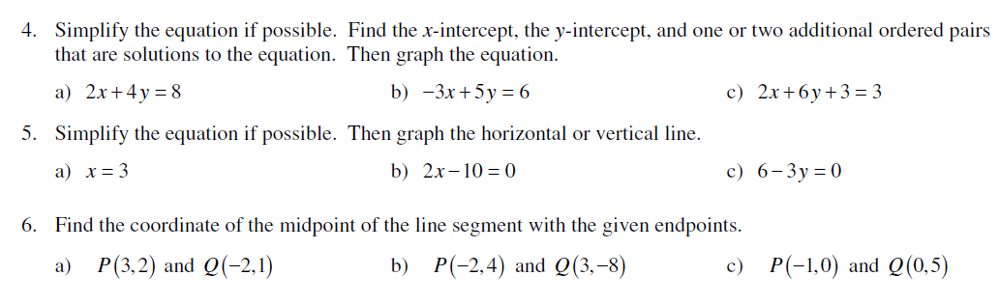 4. Simplify the equation if possible. Find the x-intercept, the y-intercept, and one or two additional ordered pairs
that are solutions to the equation. Then graph the equation.
a) 2x+4y=8 b) −3x+5y=6 c) 2x+6y+3=3
5. Simplify the equation if possible. Then graph the horizontal or vertical line.
a) x=3 b) 2x−10=0 c) 6−3y=0
6. Find the coordinate of the midpoint of the line segment with the given endpoints.
a) P(3,2) and Q(−2,1) b) P(−2,4) and Q(3,−8) c) P(−1,0) and Q(0,5)